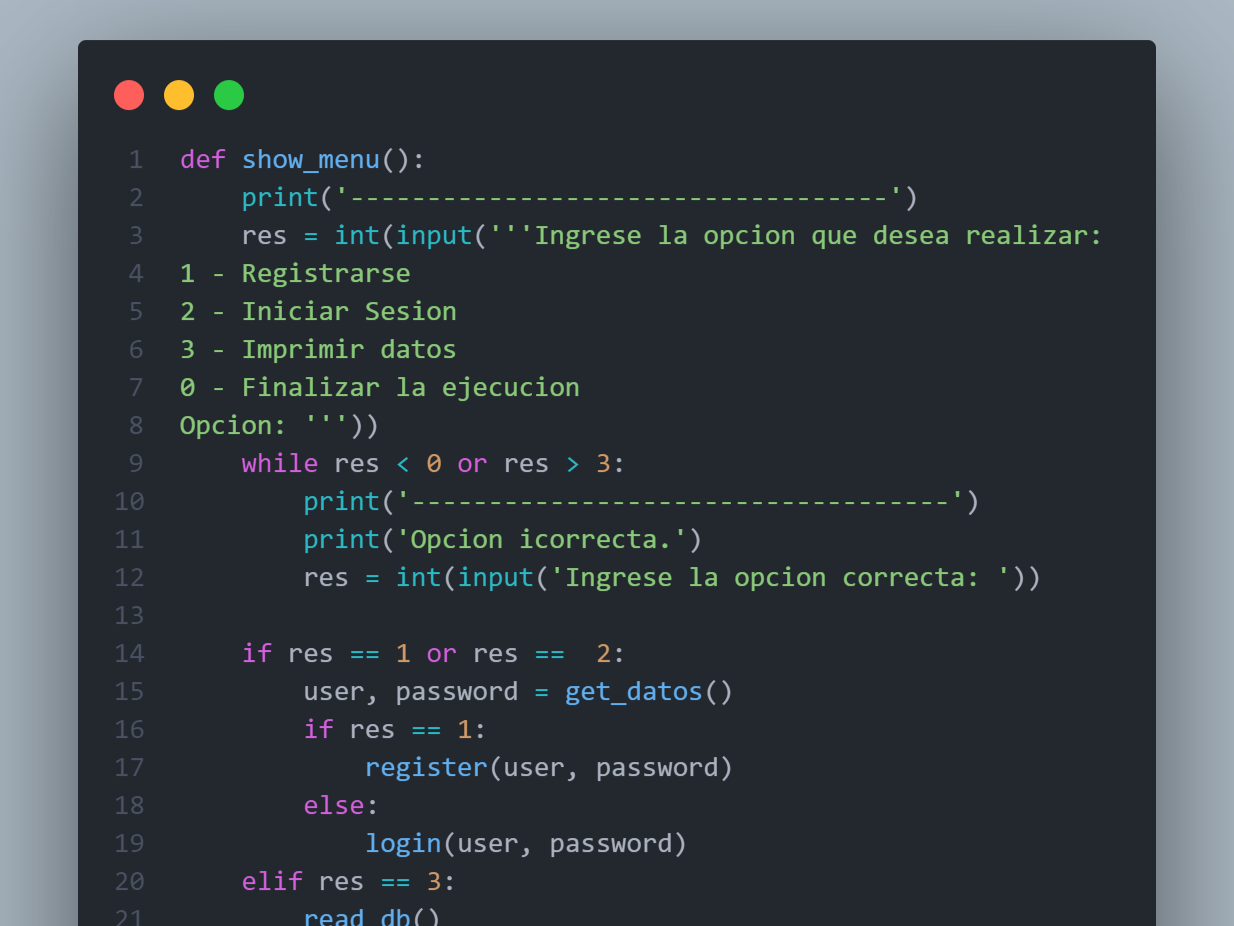 1 def show_menu():
2     print('-----------------------------------')
3     res = int(input('''Ingrese la opcion que desea realizar:
4 1 - Registrarse
5 2 - Iniciar Sesion
6 3 - Imprimir datos
7 0 - Finalizar la ejecucion
8 Opcion: '''))
9     while res < 0 or res > 3:
10         print('-----------------------------------')
11         print('Opcion icorrecta.')
12         res = int(input('Ingrese la opcion correcta: '))
13
14     if res == 1 or res ==  2:
15         user, password = get_datos()
16         if res == 1:
17             register(user, password)
18         else:
19             login(user, password)
20     elif res == 3:
21         read_db()